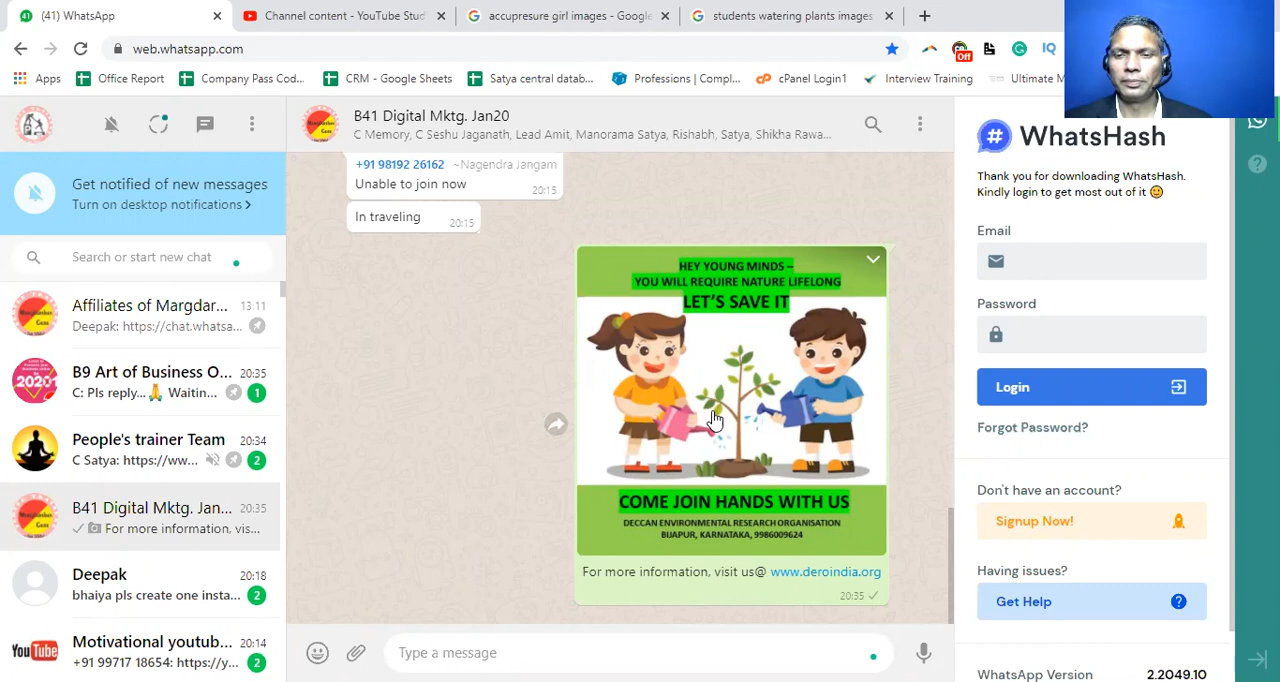 (41) WhatsApp
Channel content - YouTube Stud
accupresure girl images - Google
students watering plants images
web.whatsapp.com
Off
IQ
Apps
Office Report
Company Pass Cod...
CRM - Google Sheets
Satya central datab...
Professions | Compl...
cPanel Login1
Interview Training
Ultimate M
Get notified of new messages
Turn on desktop notifications >
Search or start new chat
Affiliates of Margdar...
13:11
Deepak: https://chat.whatsa...
B9 Art of Business O...
20:35
C: Pls reply...🙏 Waitin...
1
People's trainer Team
20:34
C Satya: https://ww...
2
B41 Digital Mktg. Jan...
20:35
For more information, vis...
Deepak
20:18
bhaiya pls create one insta...
2
Motivational youtub...
20:14
+91 99717 18654: https://y...
2
B41 Digital Mktg. Jan20
C Memory, C Seshu Jaganath, Lead Amit, Manorama Satya, Rishabh, Satya, Shikha Rawa...
+91 98192 26162 ~Nagendra Jangam
Unable to join now
20:15
In traveling
20:15
HEY YOUNG MINDS –
YOU WILL REQUIRE NATURE LIFELONG
LET'S SAVE IT
COME JOIN HANDS WITH US
DECCAN ENVIRONMENTAL RESEARCH ORGANISATION
BIJAPUR, KARNATAKA, 9986009624
For more information, visit us@ www.deroindia.org
20:35
Type a message
# WhatsHash
Thank you for downloading WhatsHash.
Kindly login to get most out of it 🙂
Email
Password
Login
Forgot Password?
Don't have an account?
Signup Now!
Having issues?
Get Help
WhatsApp Version
2.2049.10